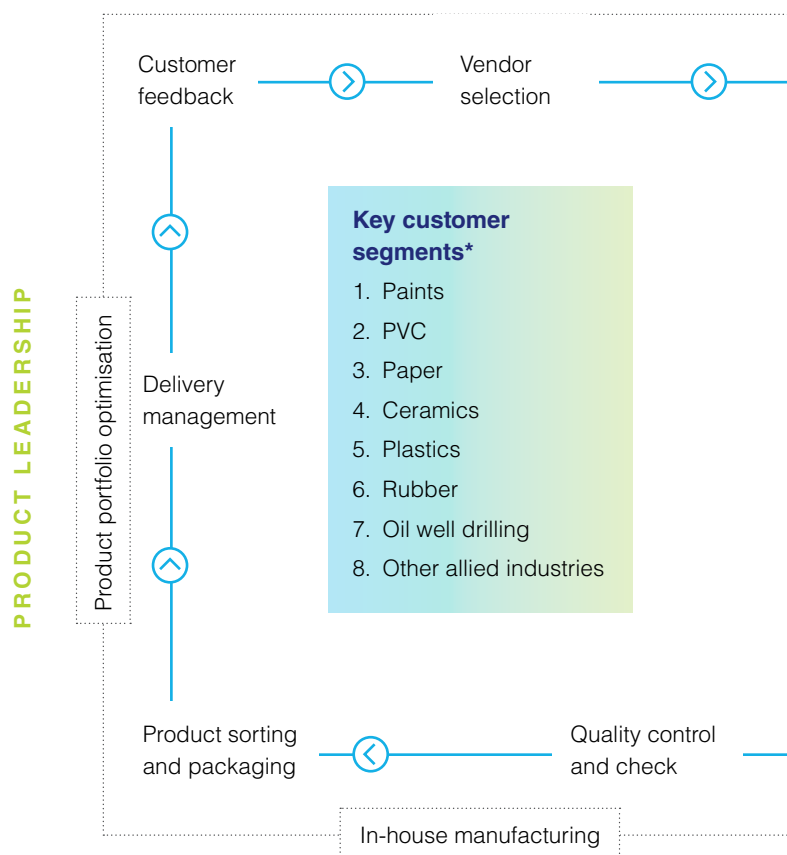 Customer
feedback
Vendor
selection
Key customer
segments*
1. Paints
2. PVC
3. Paper
4. Ceramics
5. Plastics
6. Rubber
7. Oil well drilling
8. Other allied industries
PRODUCT LEADERSHIP
Product portfolio optimisation
Delivery
management
Product sorting
and packaging
Quality control
and check
In-house manufacturing